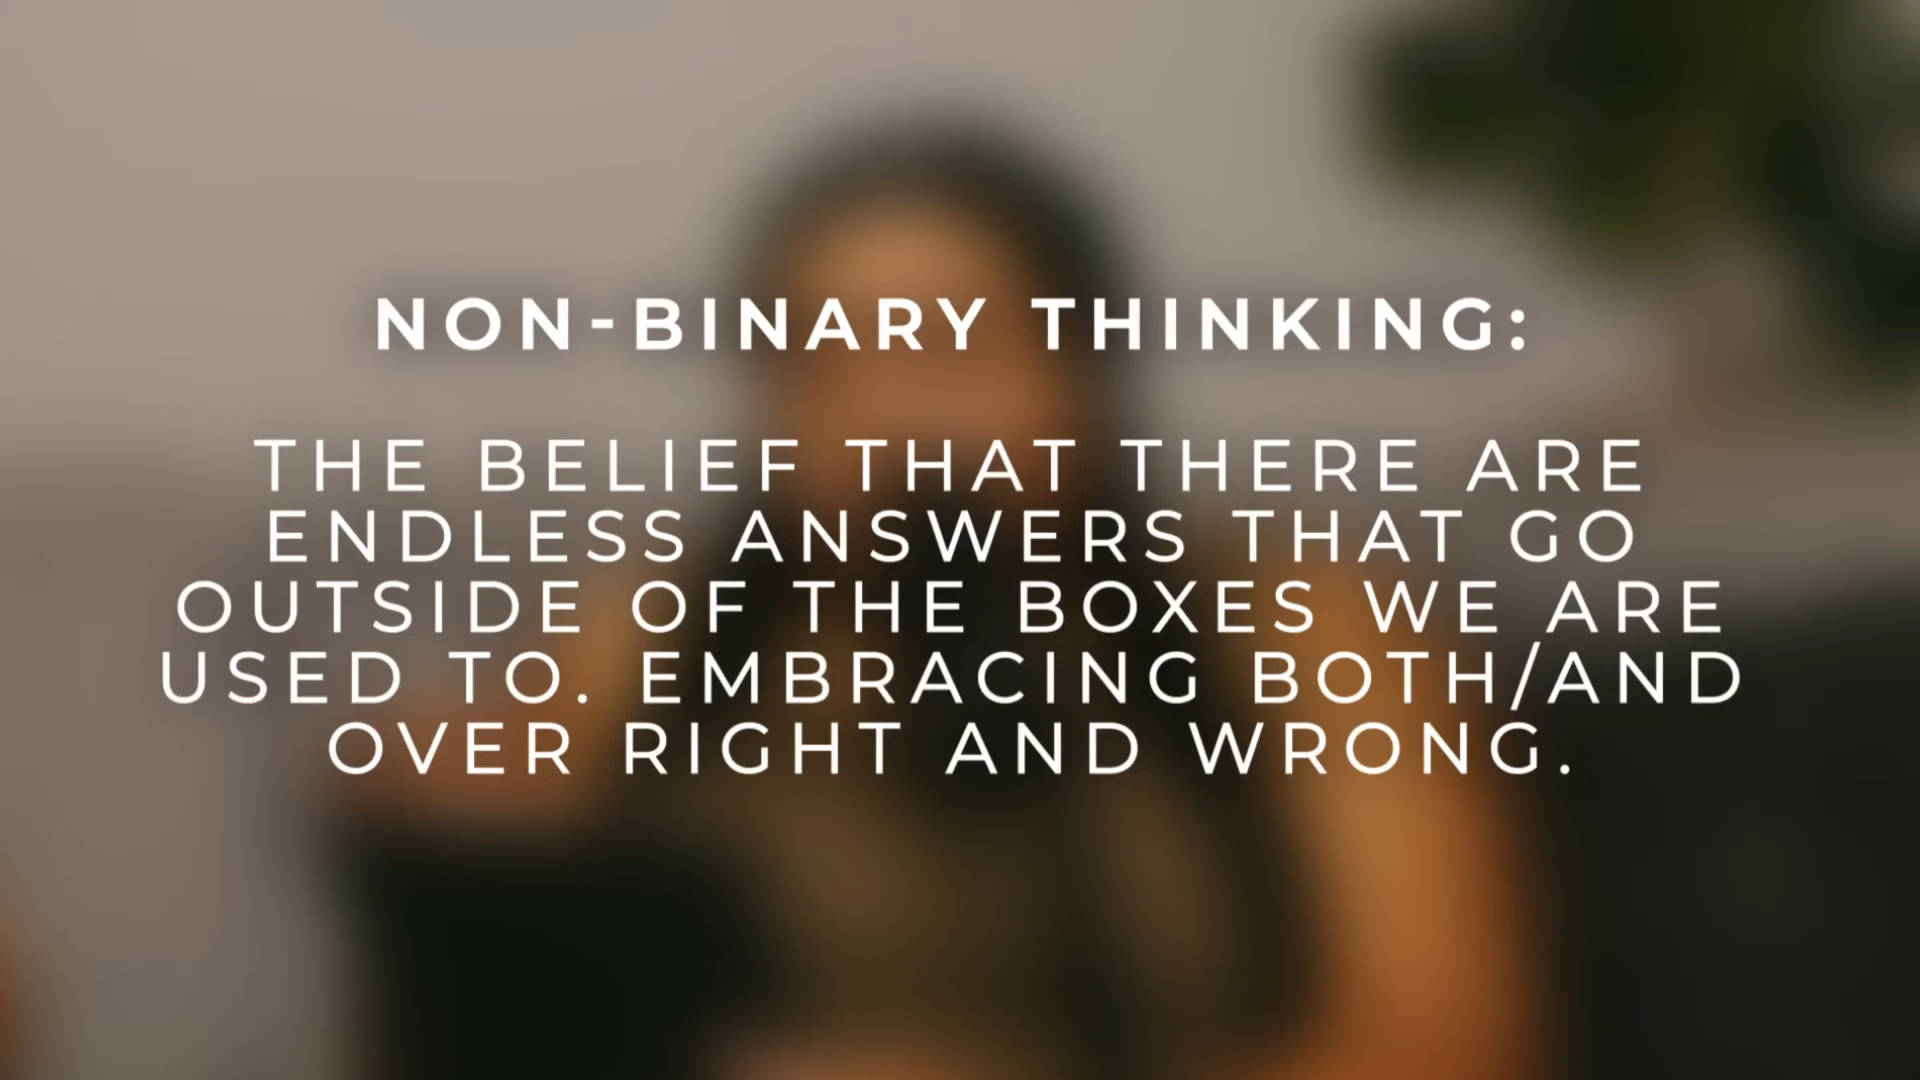 NON-BINARY THINKING:
THE BELIEF THAT THERE ARE
ENDLESS ANSWERS THAT GO
OUTSIDE OF THE BOXES WE ARE
USED TO. EMBRACING BOTH/AND
OVER RIGHT AND WRONG.